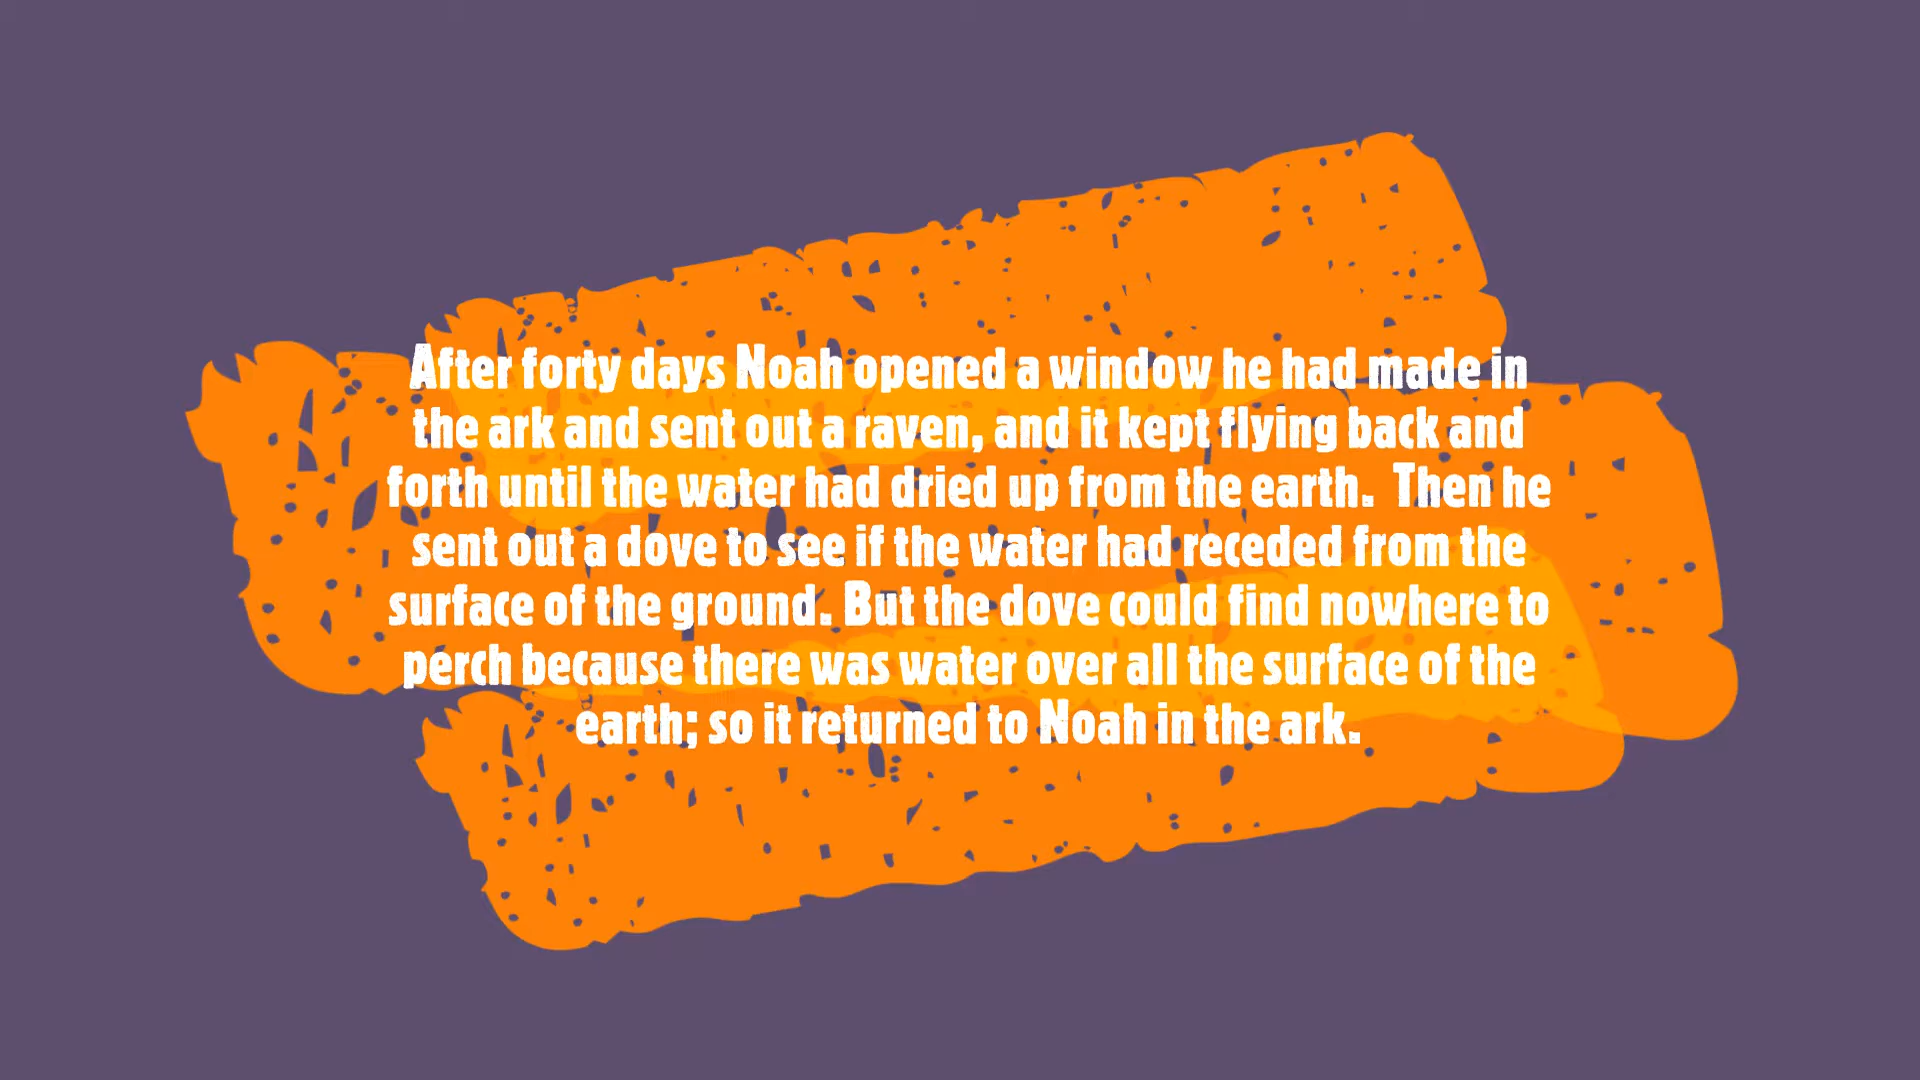 After forty days Noah opened a window he had made in
the ark and sent out a raven, and it kept flying back and
forth until the water had dried up from the earth.  Then he
sent out a dove to see if the water had receded from the
surface of the ground. But the dove could find nowhere to
perch because there was water over all the surface of the
earth; so it returned to Noah in the ark.